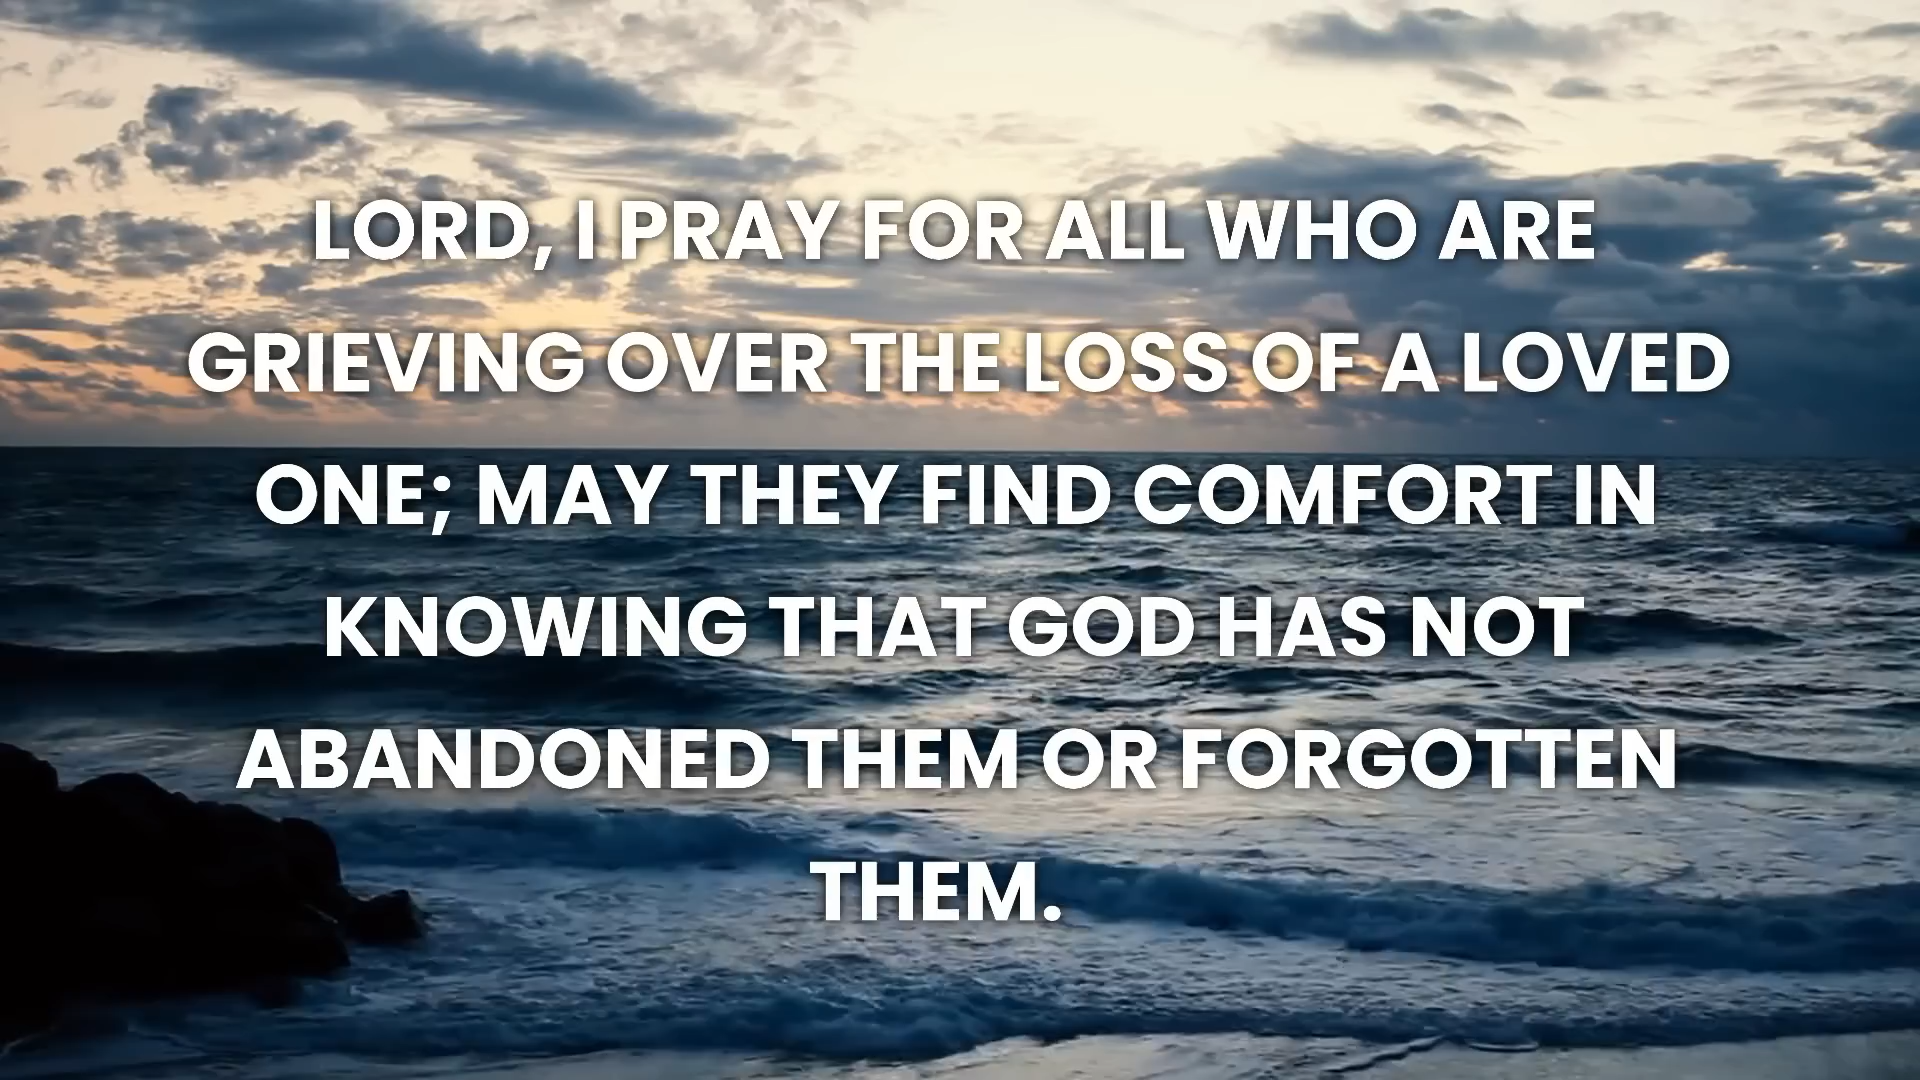 LORD, I PRAY FOR ALL WHO ARE
GRIEVING OVER THE LOSS OF A LOVED
ONE; MAY THEY FIND COMFORT IN
KNOWING THAT GOD HAS NOT
ABANDONED THEM OR FORGOTTEN
THEM.